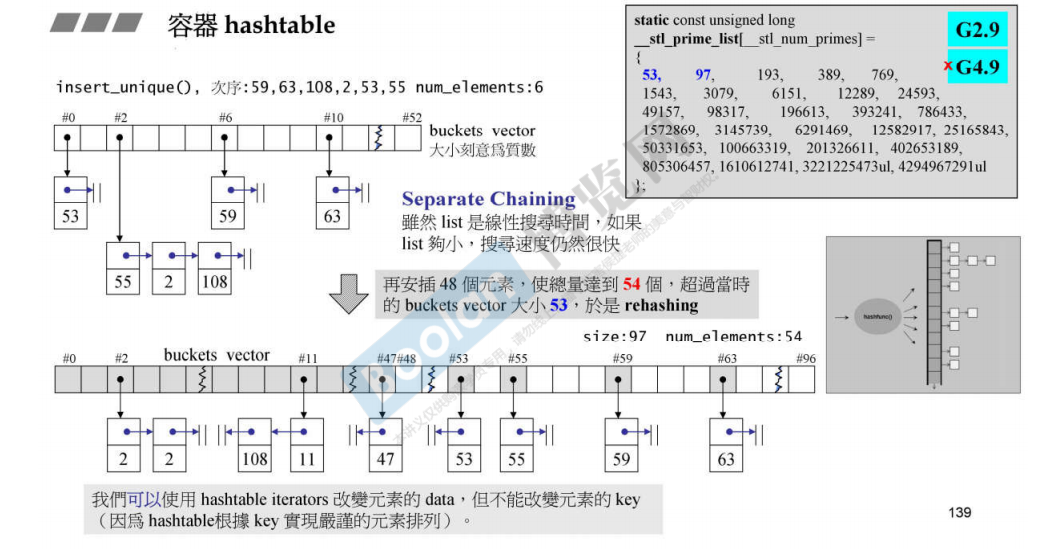 容器 hashtable
insert_unique(), 次序:59,63,108,2,53,55 num_elements:6
static const unsigned long
__stl_prime_list[__stl_num_primes] =
{
53, 97, 193, 389, 769,
1543, 3079, 6151, 12289, 24593,
49157, 98317, 196613, 393241, 786433,
1572869, 3145739, 6291469, 12582917, 25165843,
50331653, 100663319, 201326611, 402653189,
805306457, 1610612741, 3221225473ul, 4294967291ul
};
G2.9
x G4.9
#0 #2 #6 #10 #52
buckets vector
大小刻意爲質數
53 59 63
55 2 108
Separate Chaining
雖然 list 是線性搜尋時間，如果
list 夠小，搜尋速度仍然很快
再安插 48 個元素，使總量達到 54 個，超過當時
的 buckets vector 大小 53，於是 rehashing
hashfunc()
size:97 num_elements:54
buckets vector
#0 #2 #11 #47 #48 #53 #55 #59 #63 #96
2 2 108 11 47 53 55 59 63
我們可以使用 hashtable iterators 改變元素的 data，但不能改變元素的 key
（因爲 hashtable根據 key 實現嚴謹的元素排列）。
139
Boolan 博览网